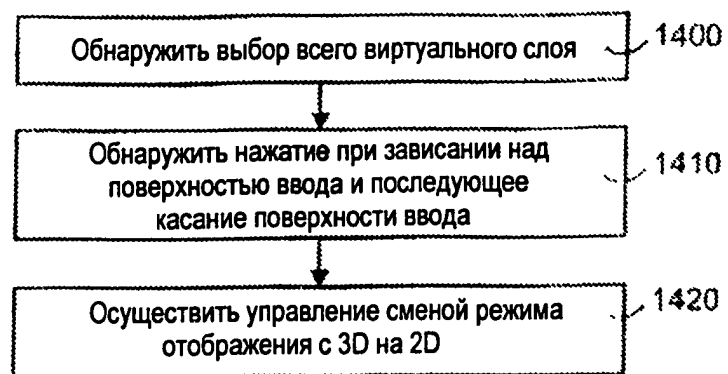 Обнаружить выбор всего виртуального слоя
1400
Обнаружить нажатие при зависании над
поверхностью ввода и последующее
касание поверхности ввода
1410
Осуществить управление сменой режима
отображения с 3D на 2D
1420